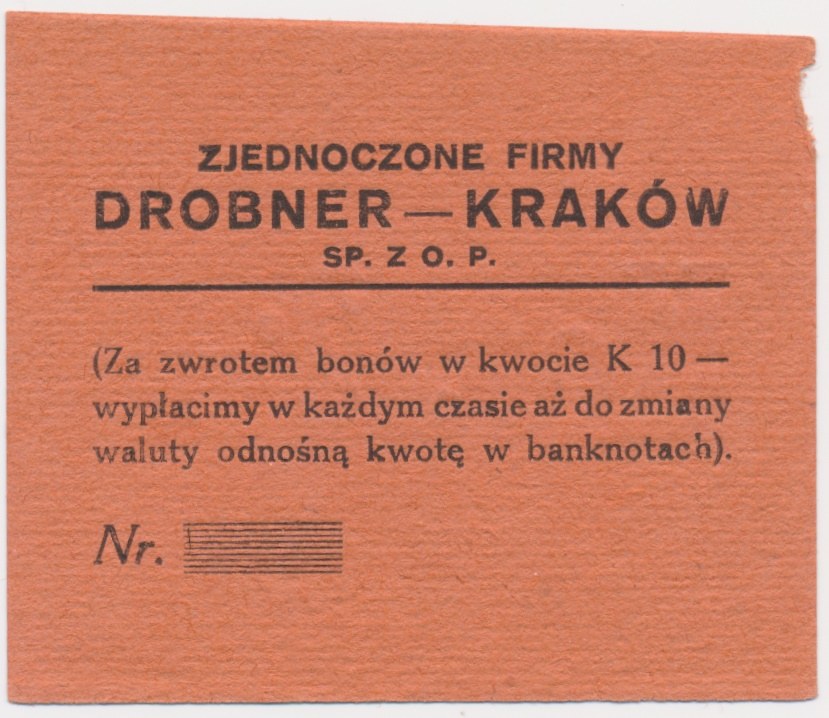 ZJEDNOCZONE FIRMY
DROBNER — KRAKÓW
SP. Z O. P.
(Za zwrotem bonów w kwocie K 10 —
wypłacimy w każdym czasie aż do zmiany
waluty odnośną kwotę w banknotach).
Nr.